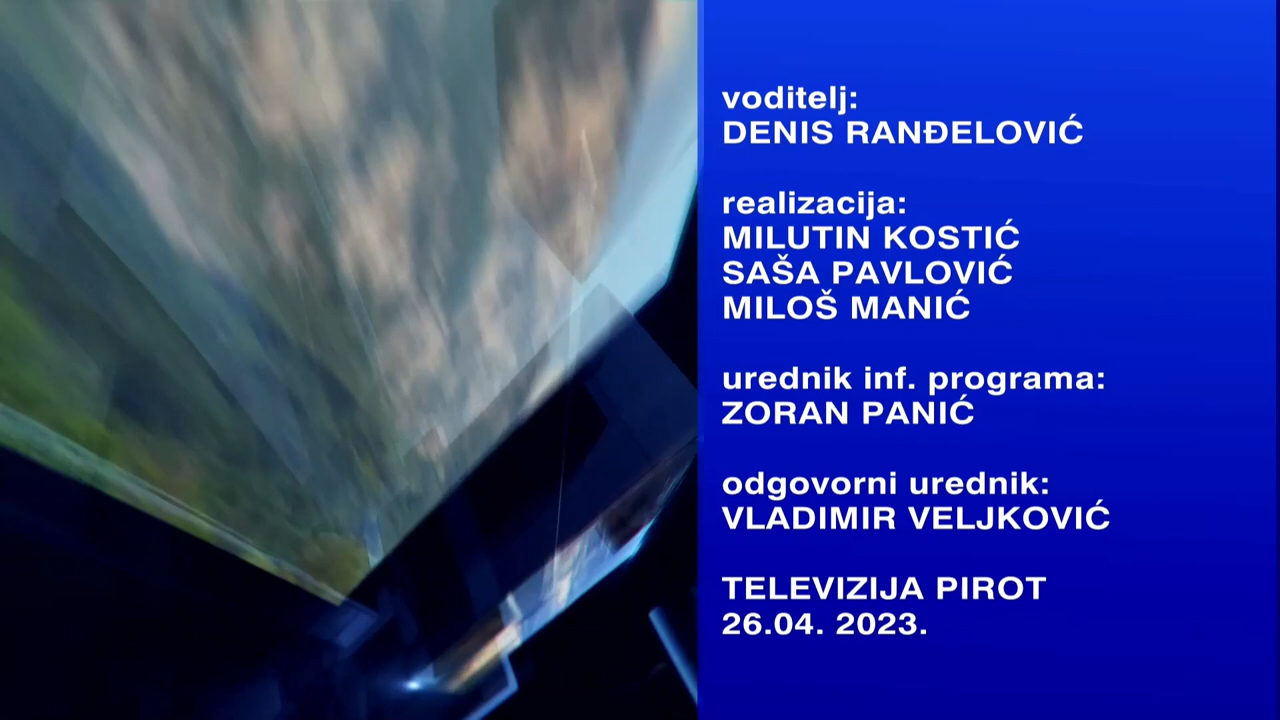 voditelj:
DENIS RANĐELOVIĆ
realizacija:
MILUTIN KOSTIĆ
SAŠA PAVLOVIĆ
MILOŠ MANIĆ
urednik inf. programa:
ZORAN PANIĆ
odgovorni urednik:
VLADIMIR VELJKOVIĆ
TELEVIZIJA PIROT
26.04. 2023.